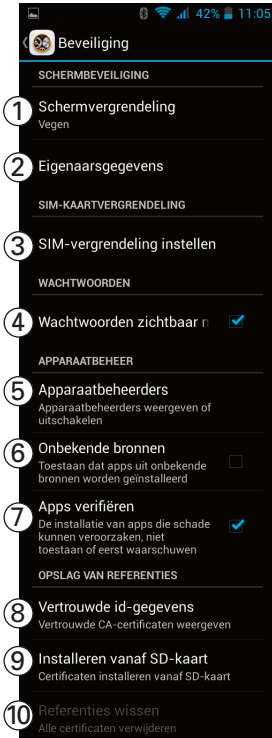 42% 11:05
Beveiliging
SCHERMBEVEILIGING
1 Schermvergrendeling
Vegen
2 Eigenaarsgegevens
SIM-KAARTVERGRENDELING
3 SIM-vergrendeling instellen
WACHTWOORDEN
4 Wachtwoorden zichtbaar
APPARAATBEHEER
5 Apparaatbeheerders
Apparaatbeheerders weergeven of
uitschakelen
6 Onbekende bronnen
Toestaan dat apps uit onbekende
bronnen worden geïnstalleerd
7 Apps verifiëren
De installatie van apps die schade
kunnen veroorzaken, niet
toestaan of eerst waarschuwen
OPSLAG VAN REFERENTIES
8 Vertrouwde id-gegevens
Vertrouwde CA-certificaten weergeven
9 Installeren vanaf SD-kaart
Certificaten installeren vanaf SD-kaart
10 Referenties wissen
Alle certificaten verwijderen